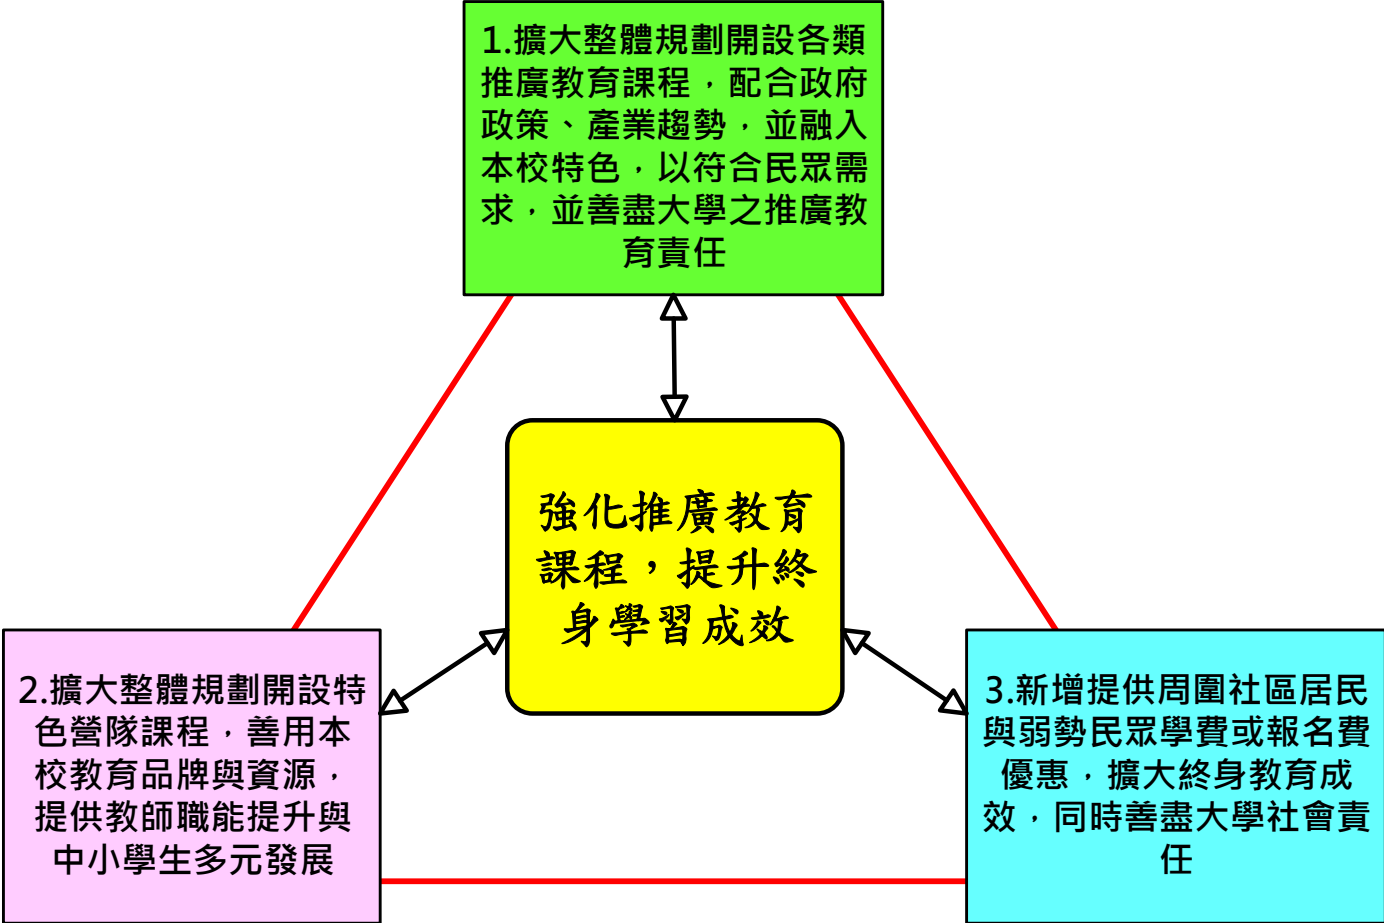 1.擴大整體規劃開設各類
推廣教育課程，配合政府
政策、產業趨勢，並融入
本校特色，以符合民眾需
求，並善盡大學之推廣教
育責任
強化推廣教育
課程，提升終
身學習成效
2.擴大整體規劃開設特
色營隊課程，善用本
校教育品牌與資源，
提供教師職能提升與
中小學生多元發展
3.新增提供周圍社區居民
與弱勢民眾學費或報名費
優惠，擴大終身教育成
效，同時善盡大學社會責
任